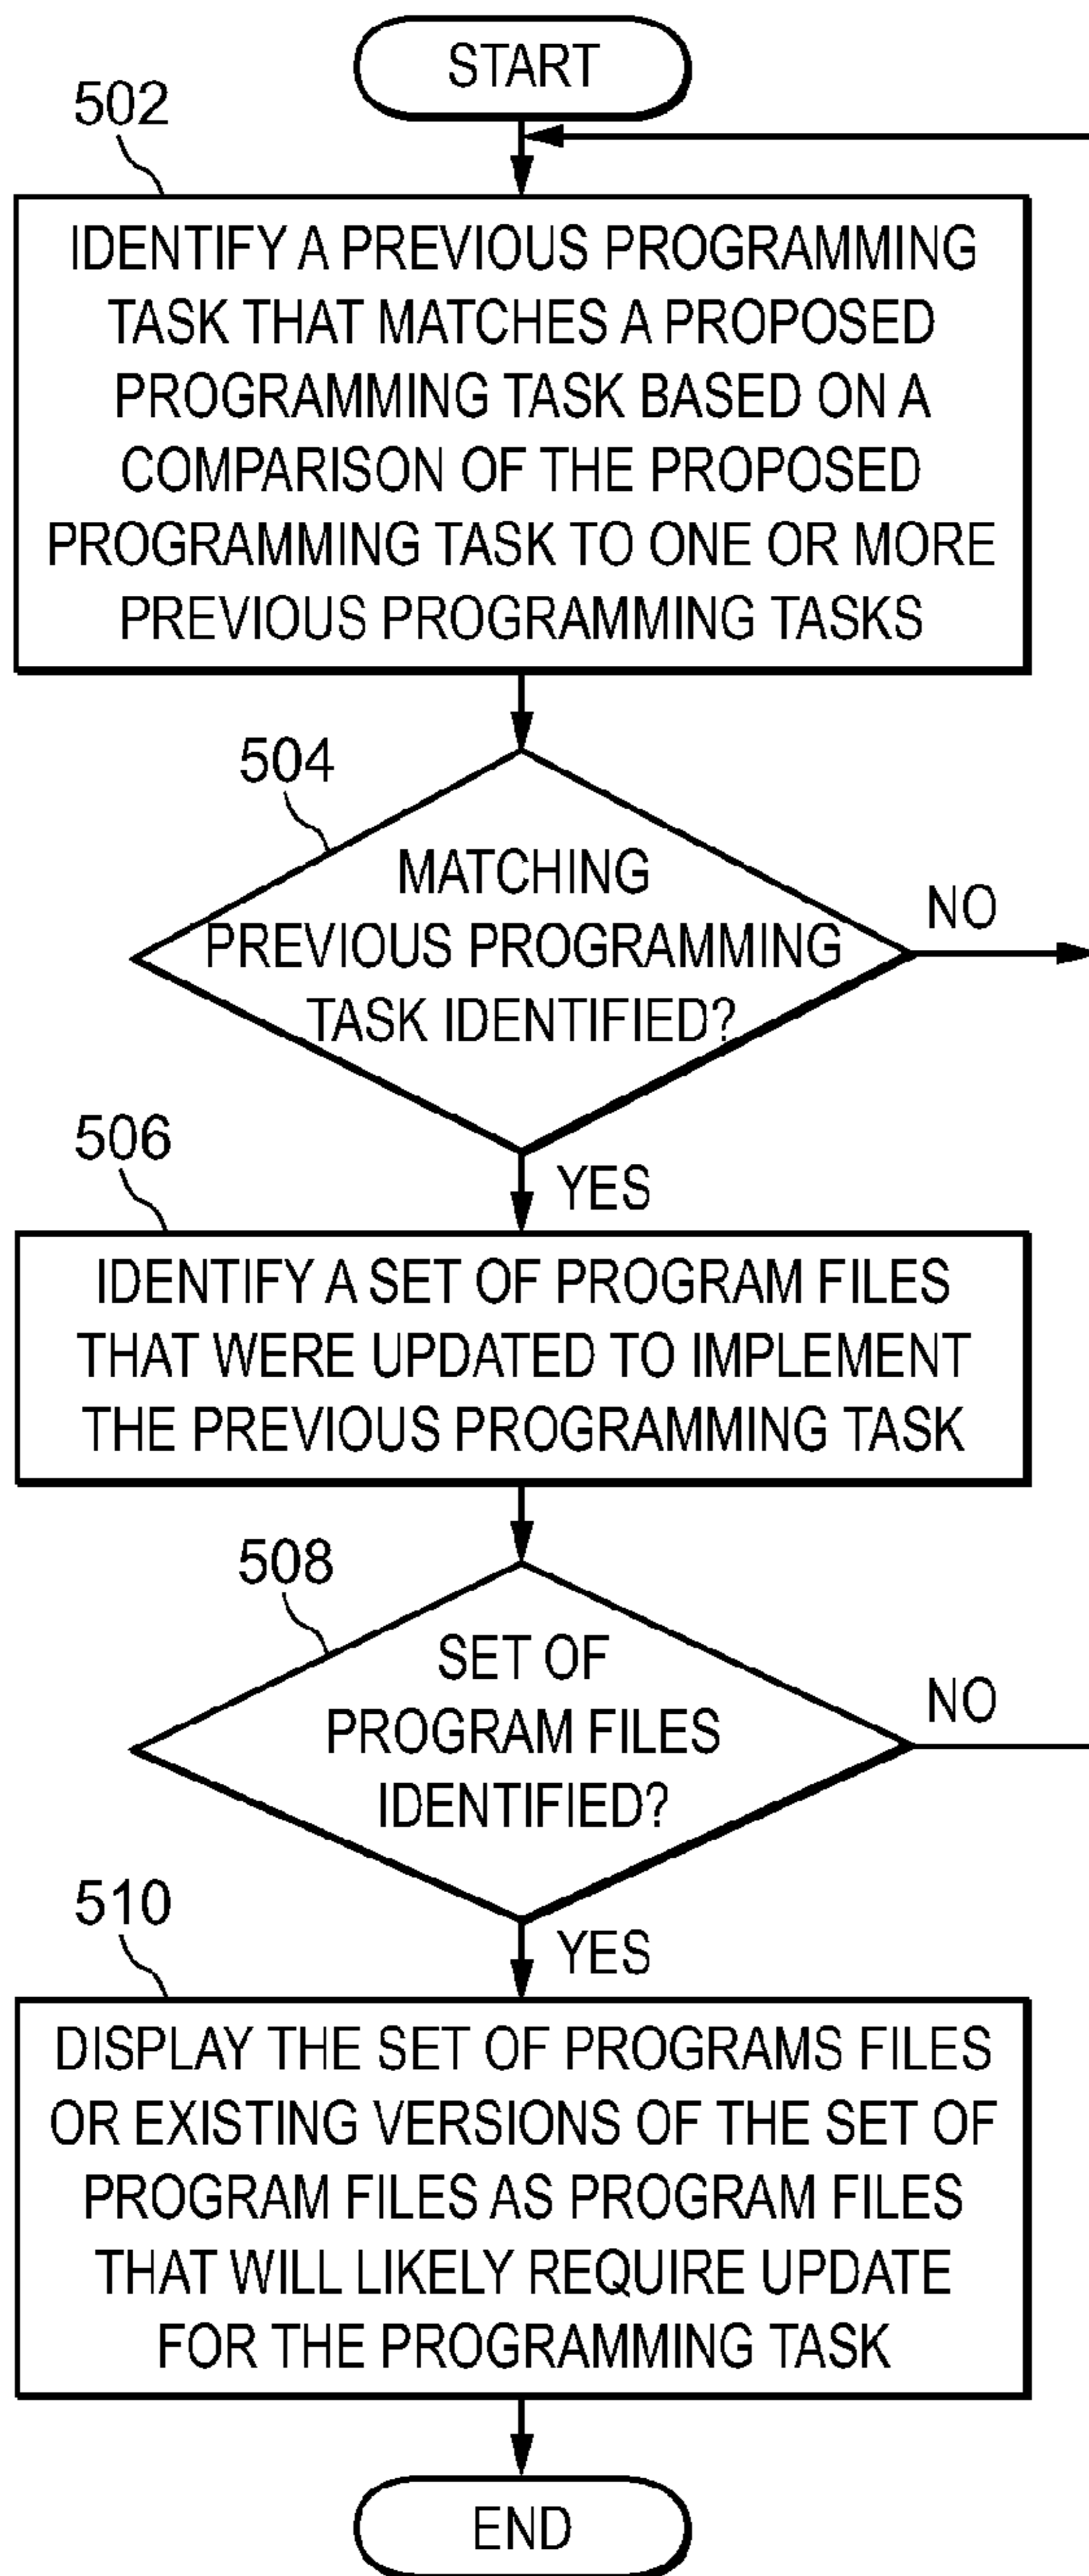 START
502
IDENTIFY A PREVIOUS PROGRAMMING
TASK THAT MATCHES A PROPOSED
PROGRAMMING TASK BASED ON A
COMPARISON OF THE PROPOSED
PROGRAMMING TASK TO ONE OR MORE
PREVIOUS PROGRAMMING TASKS
504
MATCHING
PREVIOUS PROGRAMMING
TASK IDENTIFIED?
NO
YES
506
IDENTIFY A SET OF PROGRAM FILES
THAT WERE UPDATED TO IMPLEMENT
THE PREVIOUS PROGRAMMING TASK
508
SET OF
PROGRAM FILES
IDENTIFIED?
NO
YES
510
DISPLAY THE SET OF PROGRAMS FILES
OR EXISTING VERSIONS OF THE SET OF
PROGRAM FILES AS PROGRAM FILES
THAT WILL LIKELY REQUIRE UPDATE
FOR THE PROGRAMMING TASK
END